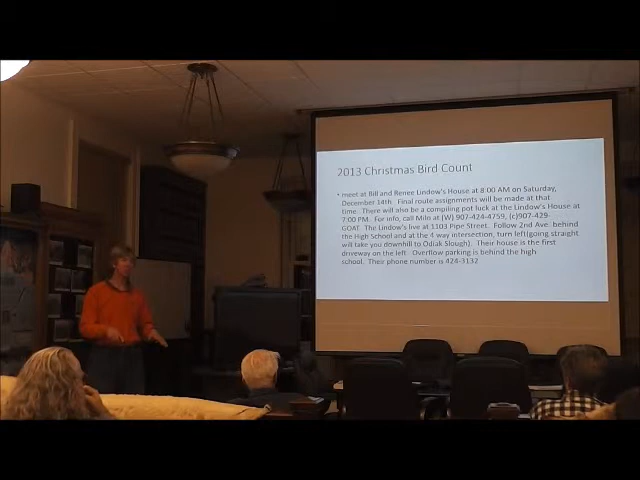 2013 Christmas Bird Count
• meet at Bill and Renee Lindow's House at 8:00 AM on Saturday,
December 14th. Final route assignments will be made at that
time. There will also be a compiling pot luck at the Lindow's House at
7:00 PM. For info, call Milo at (W) 907-424-4759, (c)907-429-
GOAT. The Lindow's live at 1103 Pipe Street. Follow 2nd Ave. behind
the High School and at the 4 way intersection, turn left(going straight
will take you downhill to Odiak Slough). Their house is the first
driveway on the left. Overflow parking is behind the high
school. Their phone number is 424-3132